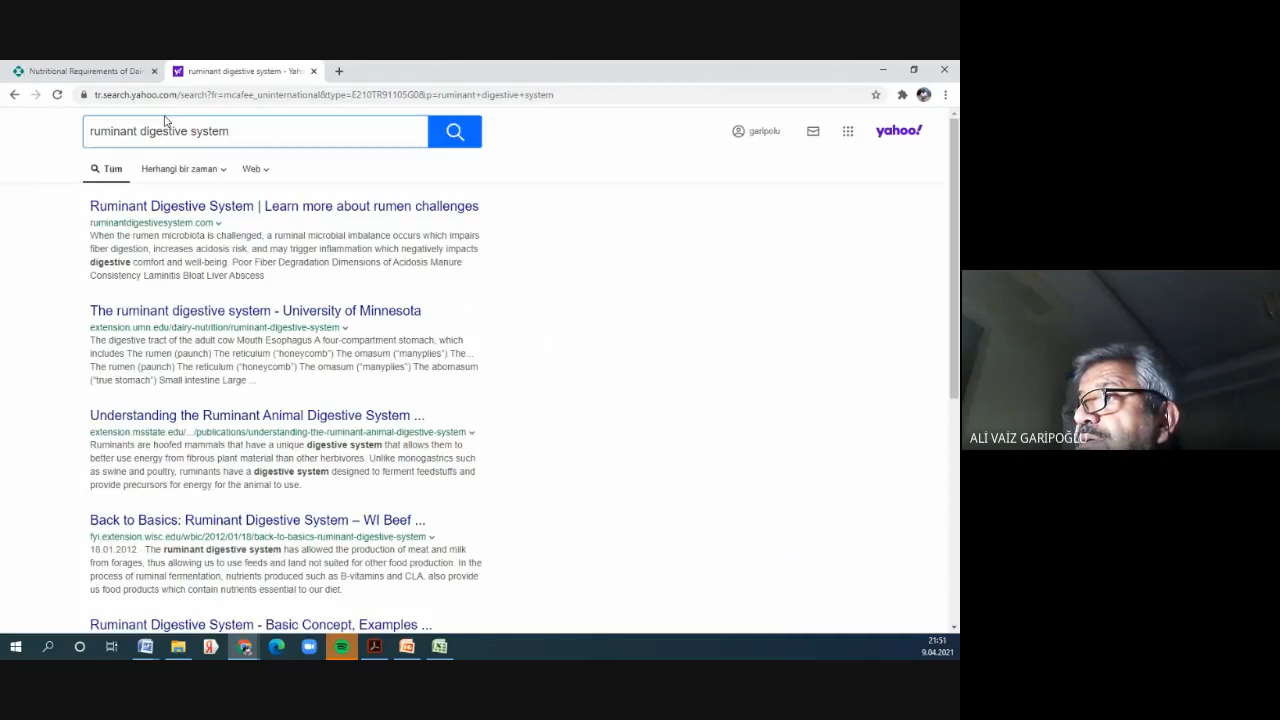 Nutritional Requirements of Dai
ruminant digestive system - Yah
tr.search.yahoo.com/search?fr=mcafee_uninternational&type=E210TR91105G0&p=ruminant+digestive+system
ruminant digestive system
garipolu
yahoo!
Tüm
Herhangi bir zaman
Web
Ruminant Digestive System | Learn more about rumen challenges
ruminantdigestivesystem.com
When the rumen microbiota is challenged, a ruminal microbial imbalance occurs which impairs
fiber digestion, increases acidosis risk, and may trigger inflammation which negatively impacts
digestive comfort and well-being. Poor Fiber Degradation Dimensions of Acidosis Manure
Consistency Laminitis Bloat Liver Abscess
The ruminant digestive system - University of Minnesota
extension.umn.edu/dairy-nutrition/ruminant-digestive-system
The digestive tract of the adult cow Mouth Esophagus A four-compartment stomach, which
includes The rumen (paunch) The reticulum ("honeycomb") The omasum ("manyplies") The...
The rumen (paunch) The reticulum ("honeycomb") The omasum ("manyplies") The abomasum
("true stomach") Small intestine Large ...
Understanding the Ruminant Animal Digestive System ...
extension.msstate.edu/.../publications/understanding-the-ruminant-animal-digestive-system
Ruminants are hoofed mammals that have a unique digestive system that allows them to
better use energy from fibrous plant material than other herbivores. Unlike monogastrics such
as swine and poultry, ruminants have a digestive system designed to ferment feedstuffs and
provide precursors for energy for the animal to use.
Back to Basics: Ruminant Digestive System – WI Beef ...
fyi.extension.wisc.edu/wbic/2012/01/18/back-to-basics-ruminant-digestive-system
18.01.2012 · The ruminant digestive system has allowed the production of meat and milk
from forages, thus allowing us to use feeds and land not suited for other food production. In the
process of ruminal fermentation, nutrients produced such as B-vitamins and CLA, also provide
us food products which contain nutrients essential to our diet.
Ruminant Digestive System - Basic Concept, Examples ...
21:51
9.04.2021
ALİ VAİZ GARİPOĞLU